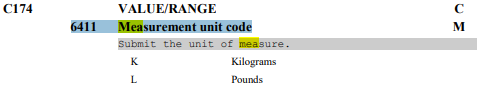 C174 VALUE/RANGE C
6411 Measurement unit code M
Submit the unit of measure.
K Kilograms
L Pounds